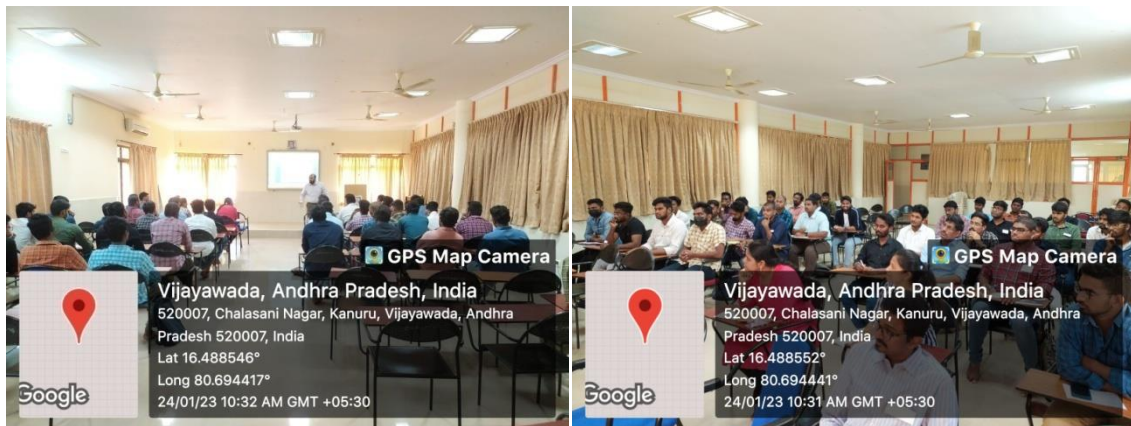 GPS Map Camera
Vijayawada, Andhra Pradesh, India
520007, Chalasani Nagar, Kanuru, Vijayawada, Andhra
Pradesh 520007, India
Lat 16.488546°
Long 80.694417°
24/01/23 10:32 AM GMT +05:30
Google
GPS Map Camera
Vijayawada, Andhra Pradesh, India
520007, Chalasani Nagar, Kanuru, Vijayawada, Andhra
Pradesh 520007, India
Lat 16.488552°
Long 80.694441°
24/01/23 10:31 AM GMT +05:30
Google